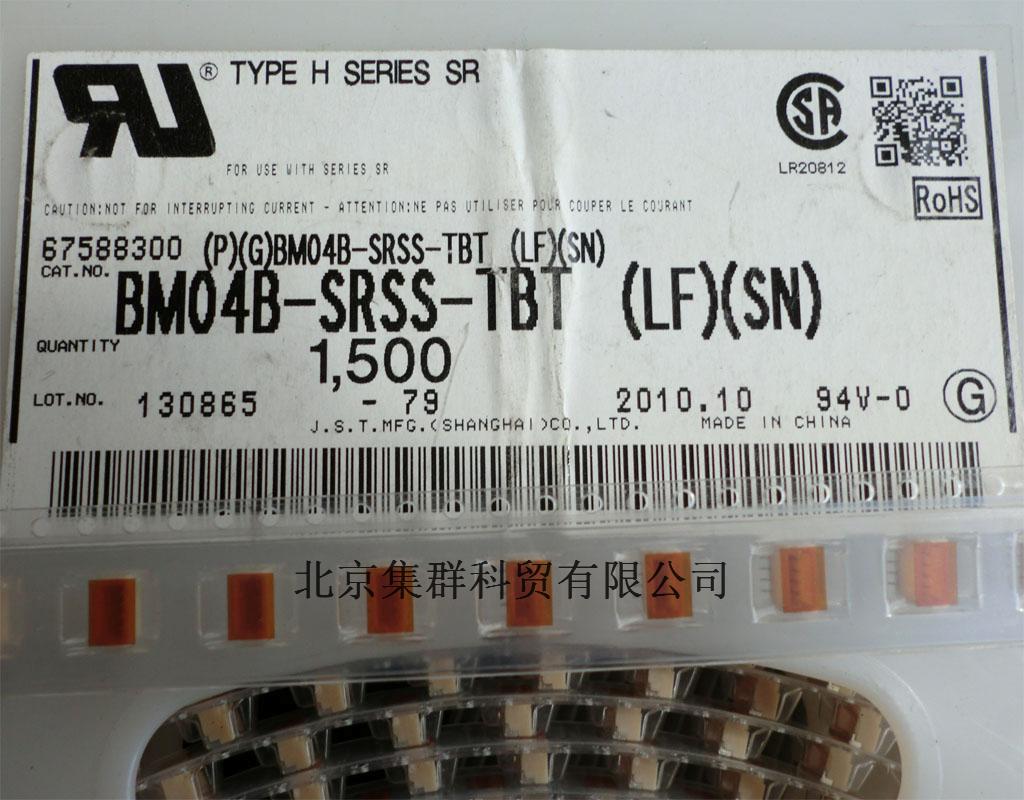 ® TYPE H SERIES SR
FOR USE WITH SERIES SR
LR20812
RoHS
CAUTION:NOT FOR INTERRUPTING CURRENT - ATTENTION:NE PAS UTILISER POUR COUPER LE COURANT
67588300 (P)(G)BM04B-SRSS-TBT (LF)(SN)
CAT.NO.
BM04B-SRSS-TBT (LF)(SN)
QUANTITY
1,500
LOT.NO. 130865 - 79 2010.10 94V-0 G
J.S.T.MFG.(SHANGHAI)CO.,LTD. MADE IN CHINA
北京集群科贸有限公司